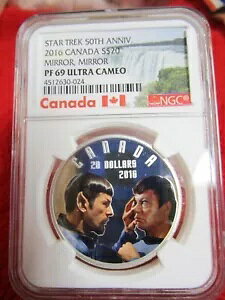 STAR TREK 50TH ANNIV
2016 CANADA S$20
MIRROR, MIRROR
PF 69 ULTRA CAMEO
4512630-024
Canada
NGC
CANADA
20 DOLLARS
2016